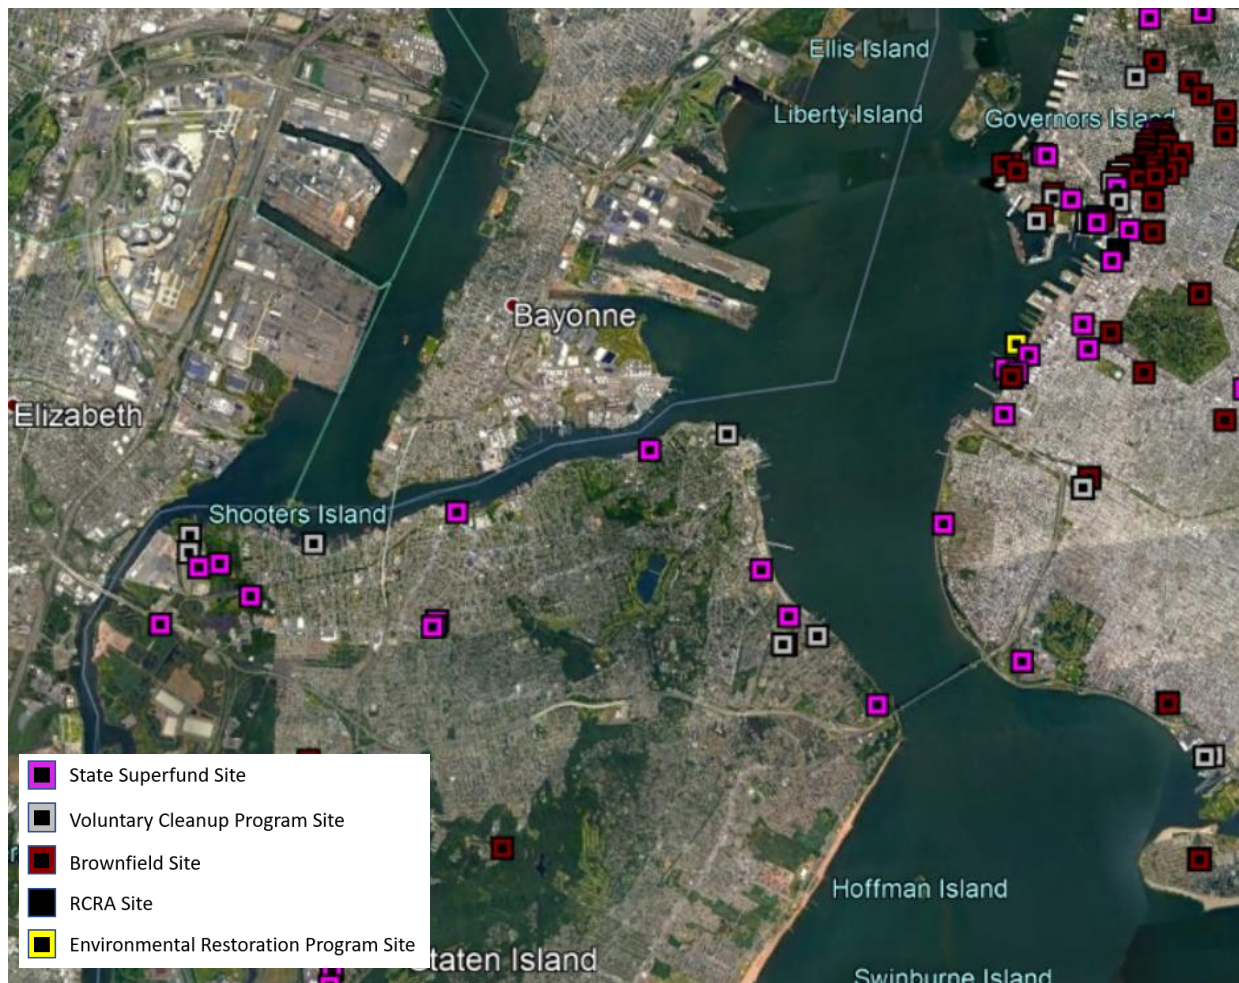 Ellis Island
Liberty Island
Governors Island
Bayonne
Elizabeth
Shooters Island
State Superfund Site
Voluntary Cleanup Program Site
Brownfield Site
RCRA Site
Environmental Restoration Program Site
Hoffman Island
Staten Island
Swinburne Island